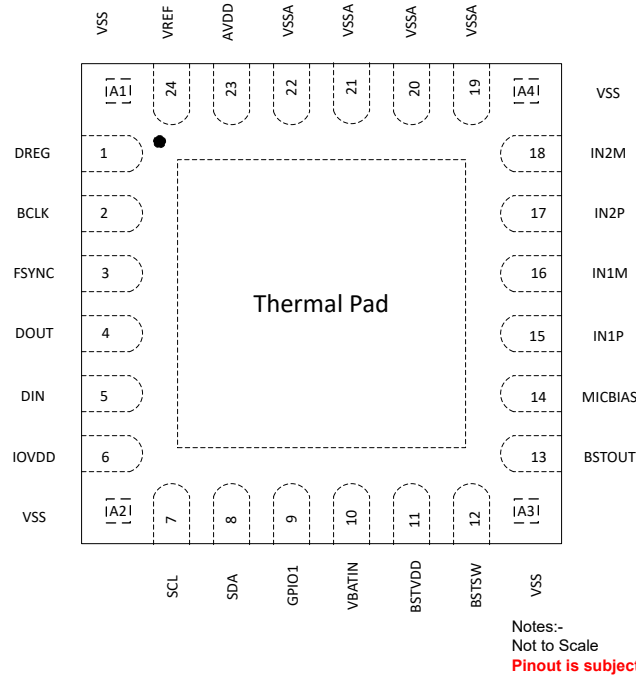 VSS VREF AVDD VSSA VSSA VSSA VSSA
A1 24 23 22 21 20 19 A4 VSS
DREG 1 18 IN2M
BCLK 2 17 IN2P
FSYNC 3 16 IN1M
Thermal Pad
DOUT 4 15 IN1P
DIN 5 14 MICBIAS
IOVDD 6 13 BSTOUT
VSS A2 7 8 9 10 11 12 A3
SCL SDA GPIO1 VBATIN BSTVDD BSTSW VSS
Notes:-
Not to Scale
Pinout is subject